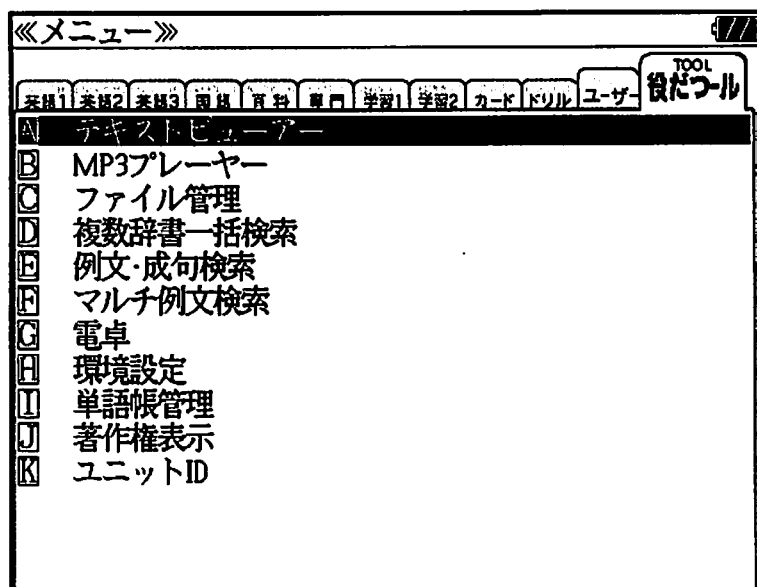 ≪メニュー≫
英語1 英語2 英語3 国語 百科 専門 学習1 学習2 カード ドリル ユーザー TOOL 役だつール
A テキストビューアー
B MP3プレーヤー
C ファイル管理
D 複数辞書一括検索
E 例文・成句検索
F マルチ例文検索
G 電卓
H 環境設定
I 単語帳管理
J 著作権表示
K ユニットID